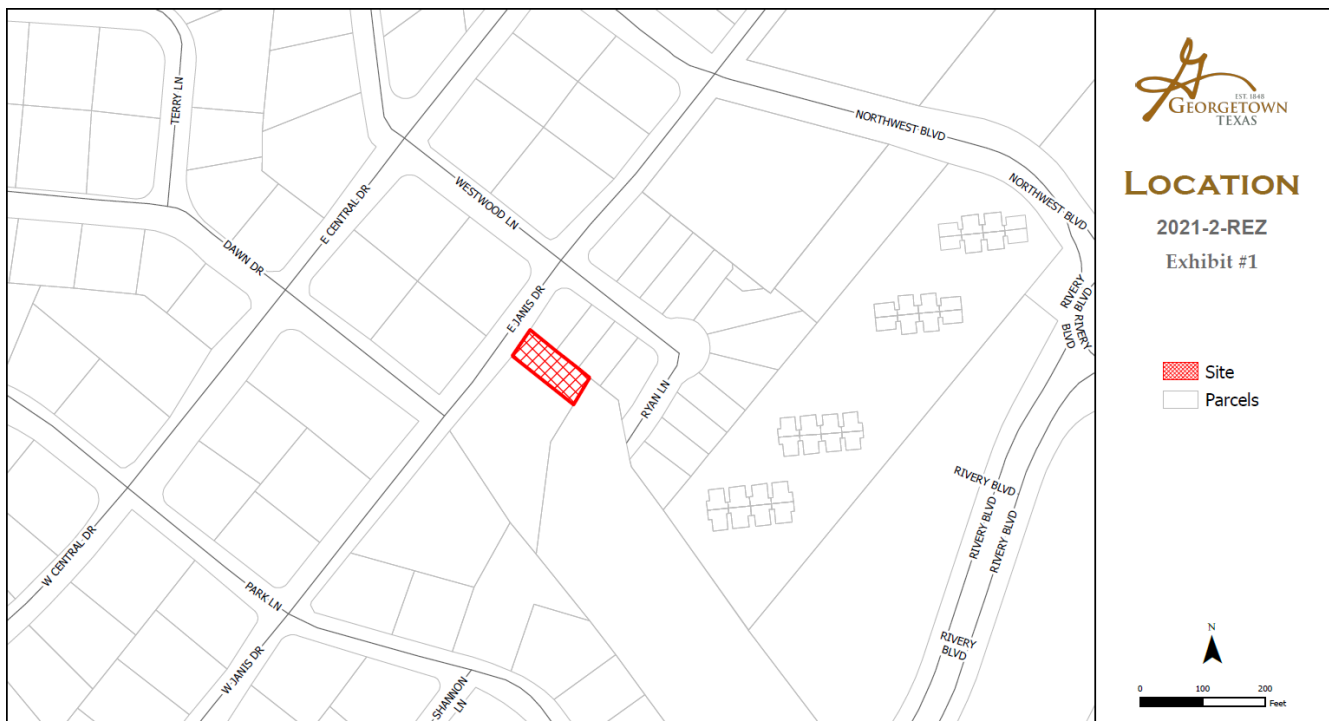 TERRY LN
NORTHWEST BLVD
WESTWOOD LN
E CENTRAL DR
NORTHWEST BLVD
DAWN DR
E JANIS DR
RIVERY
BLVD
RIVERY
BLVD
RYAN LN
RIVERY BLVD
RIVERY BLVD
RIVERY BLVD
W CENTRAL DR
PARK LN
W JANIS DR
SHANNON
LN
RIVERY
BLVD
EST. 1848
GEORGETOWN
TEXAS
LOCATION
2021-2-REZ
Exhibit #1
Site
Parcels
N
0 100 200
Feet